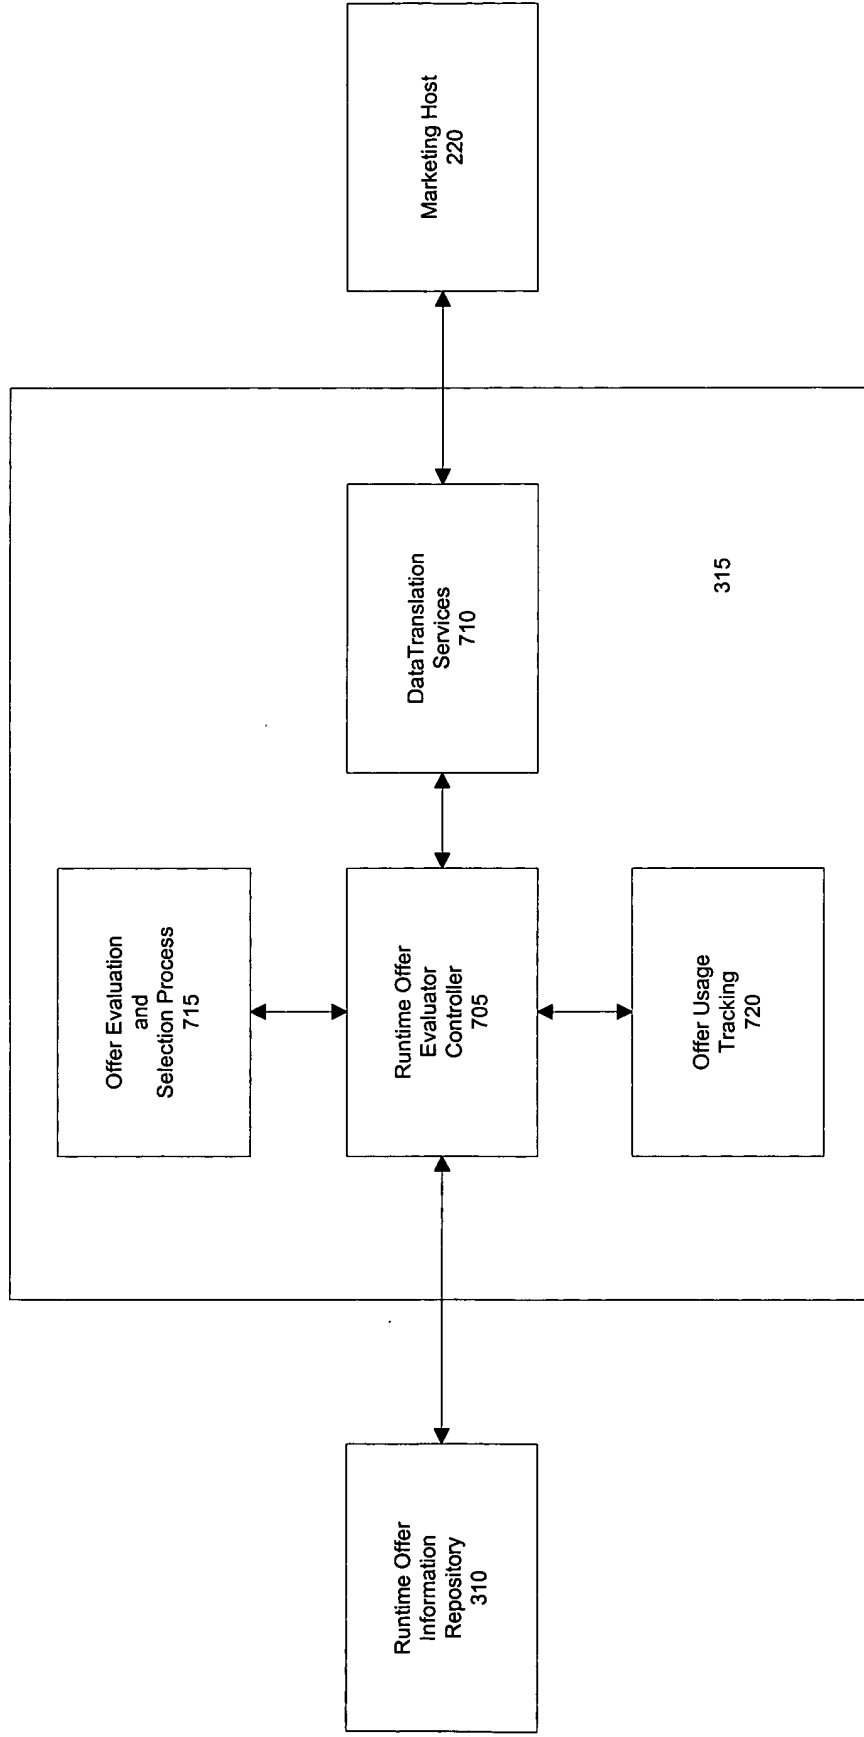 Offer Evaluation
and
Selection Process
715
Runtime Offer
Information
Repository
310
Runtime Offer
Evaluator
Controller
705
DataTranslation
Services
710
Marketing Host
220
Offer Usage
Tracking
720
315